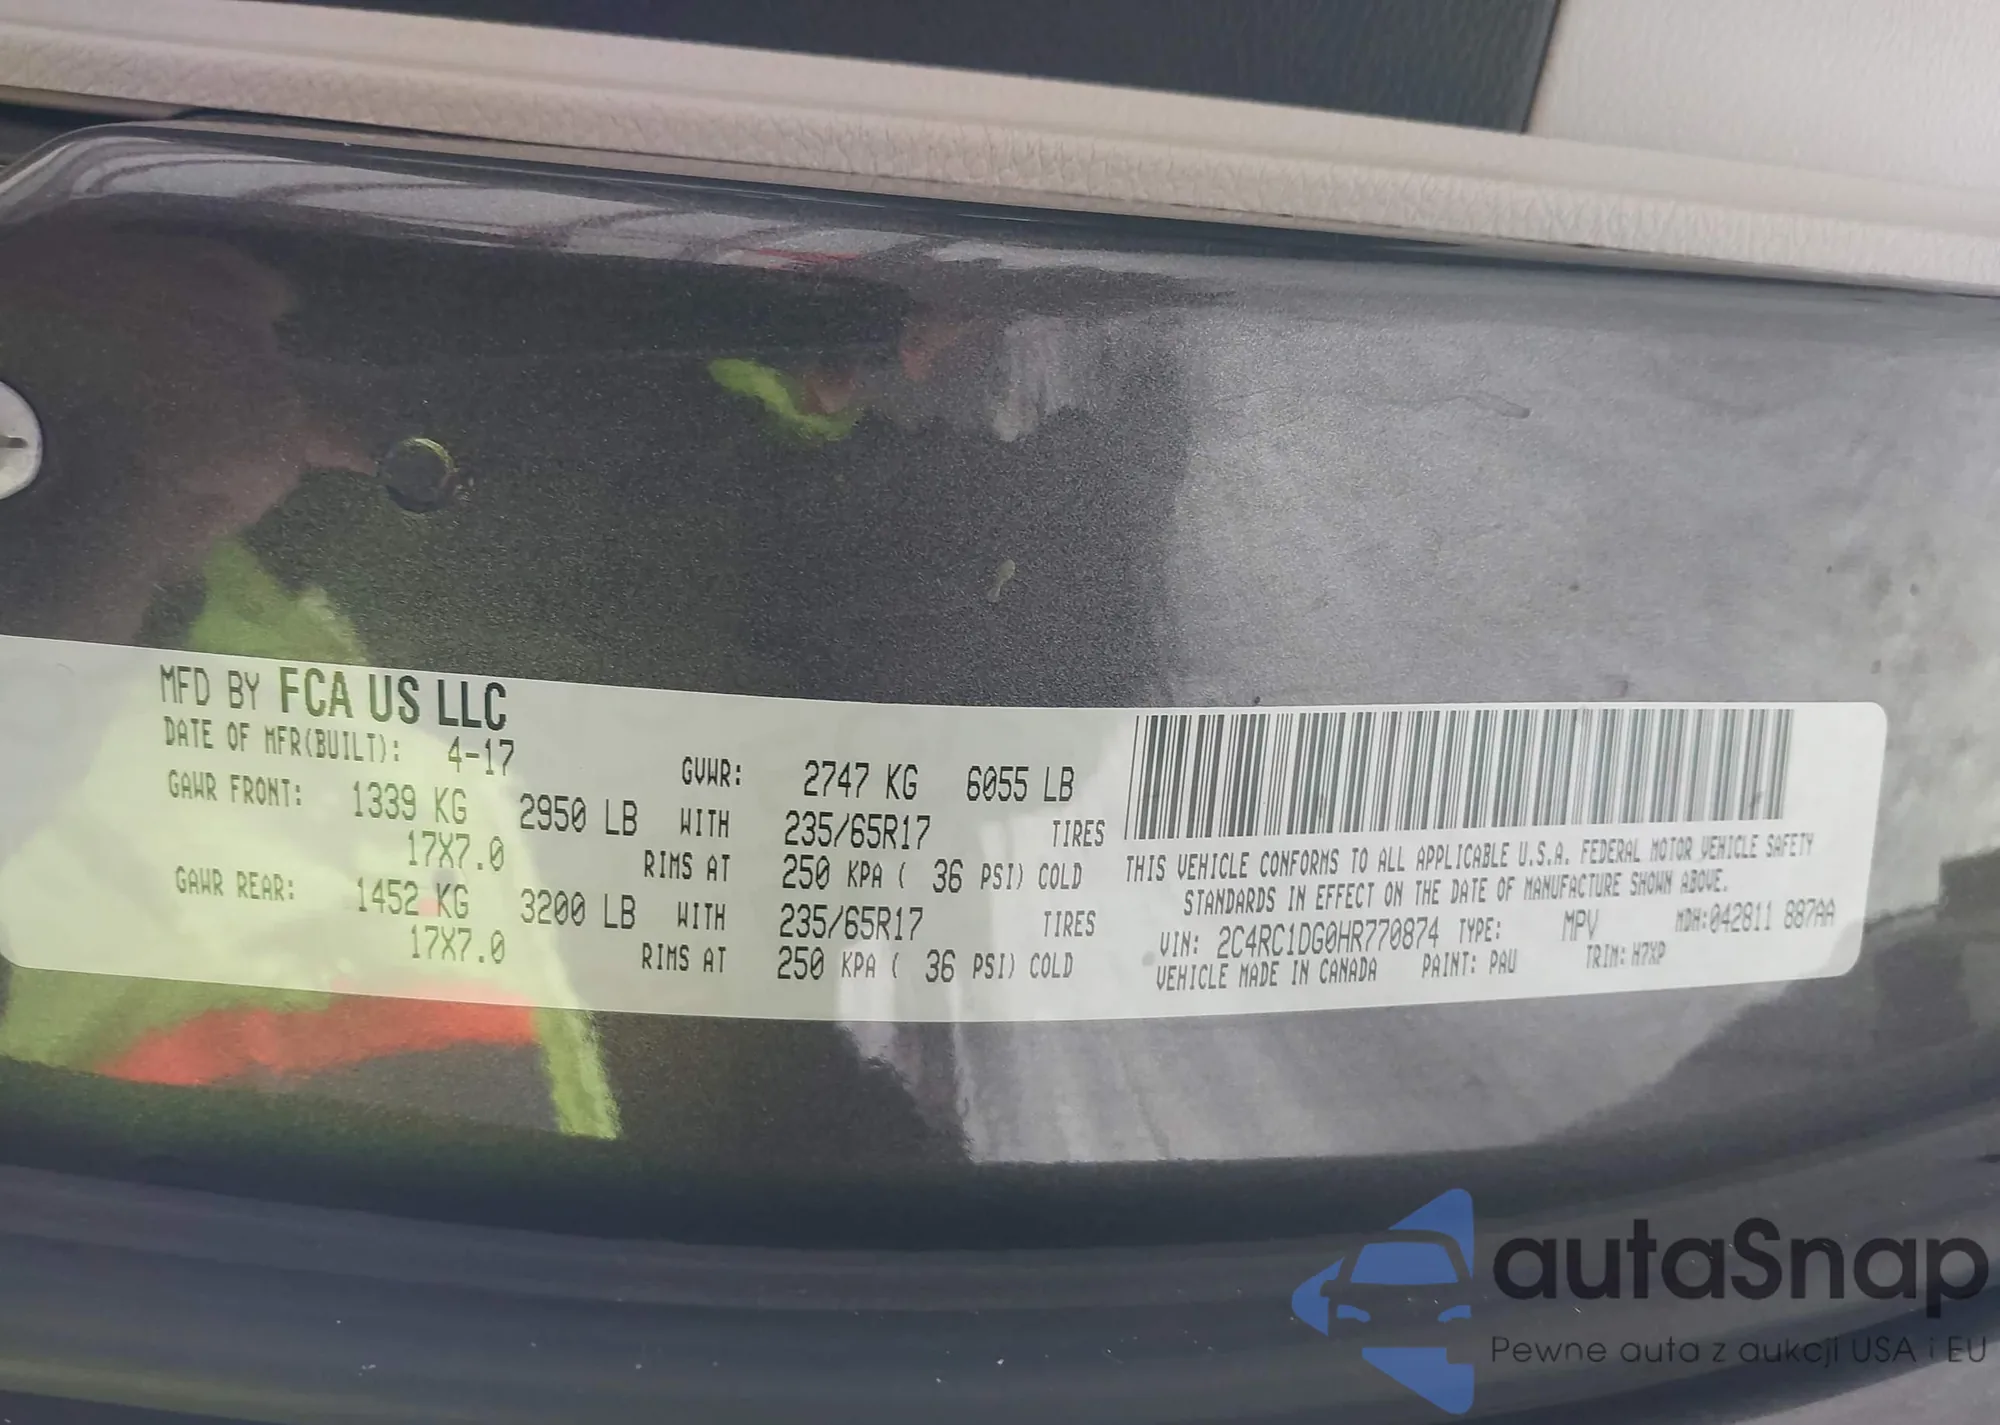 MFD BY FCA US LLC
DATE OF MFR(BUILT): 4-17 GVWR: 2747 KG 6055 LB
GAWR FRONT: 1339 KG 2950 LB WITH 235/65R17 TIRES
17X7.0 RIMS AT 250 KPA ( 36 PSI) COLD
GAWR REAR: 1452 KG 3200 LB WITH 235/65R17 TIRES
17X7.0 RIMS AT 250 KPA ( 36 PSI) COLD
THIS VEHICLE CONFORMS TO ALL APPLICABLE U.S.A. FEDERAL MOTOR VEHICLE SAFETY
STANDARDS IN EFFECT ON THE DATE OF MANUFACTURE SHOWN ABOVE.
VIN: 2C4RC1DG0HR770874 TYPE: MPV MDH:042811 887AA
VEHICLE MADE IN CANADA PAINT: PAU TRIM: H7XP
autaSnap
Pewne auta z aukcji USA i EU